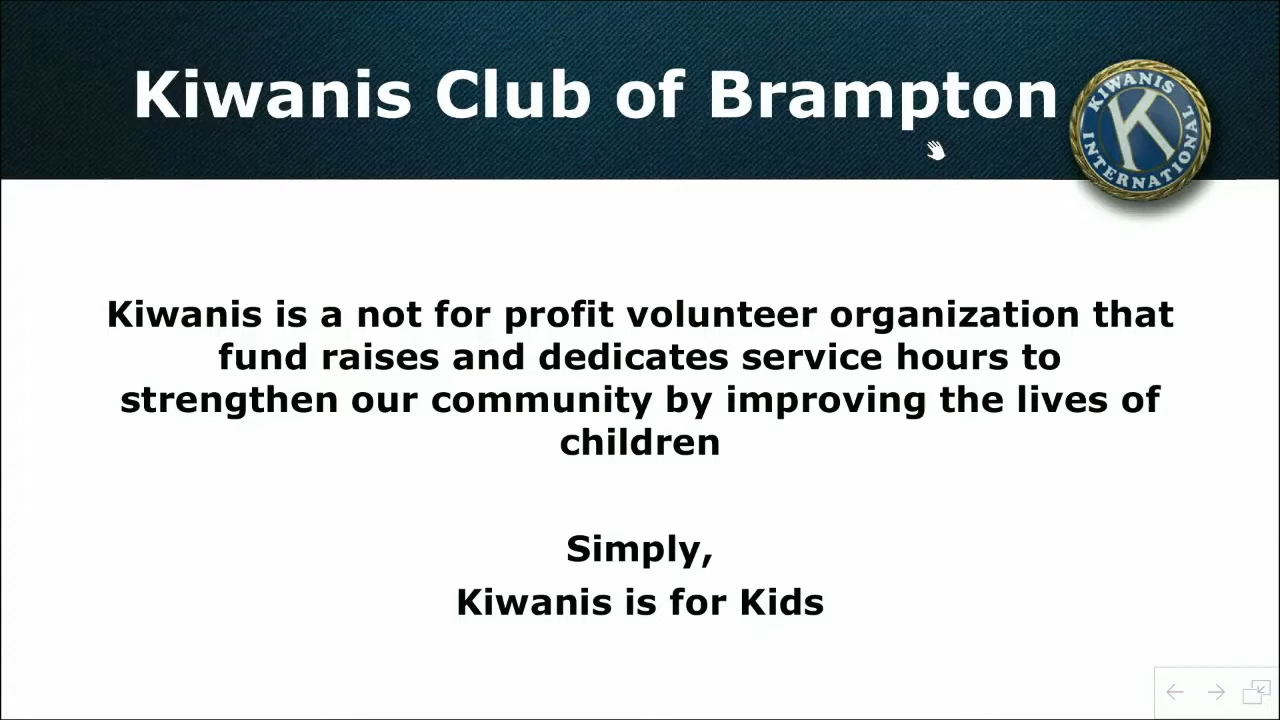 Kiwanis Club of Brampton
KIWANIS
K
INTERNATIONAL
Kiwanis is a not for profit volunteer organization that
fund raises and dedicates service hours to
strengthen our community by improving the lives of
children
Simply,
Kiwanis is for Kids